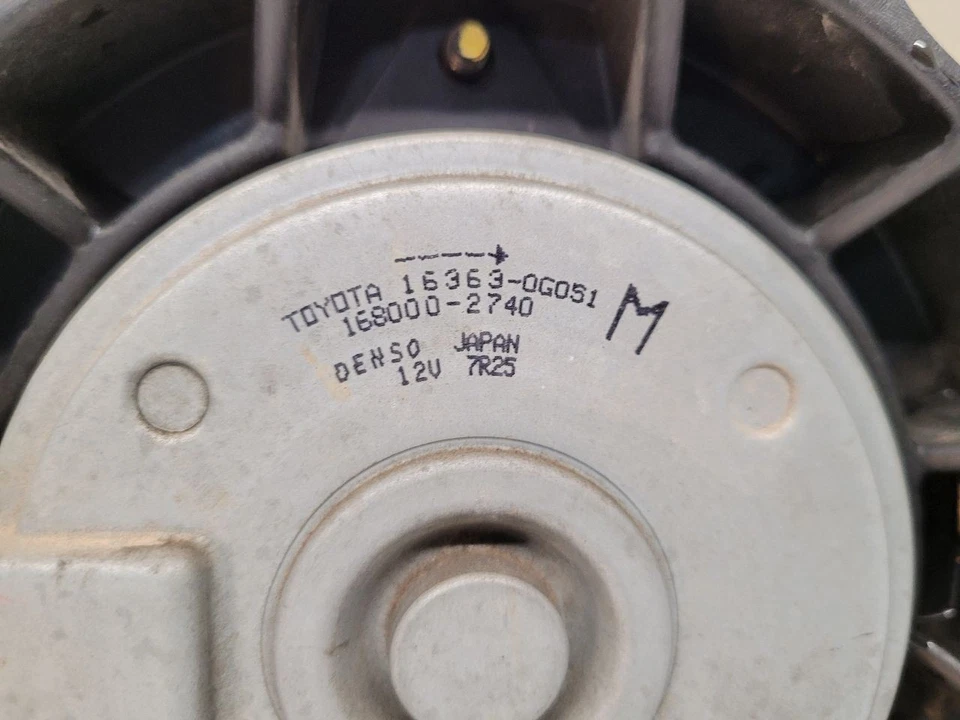 TOYOTA 16363-0G051
168000-2740
DENSO JAPAN
12V 7R25
M